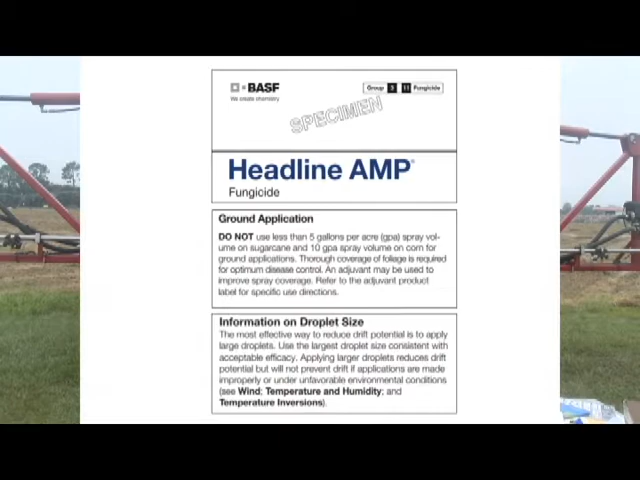 BASF
We create chemistry
Group 3 11 Fungicide
SPECIMEN
Headline AMP®
Fungicide
Ground Application
DO NOT use less than 5 gallons per acre (gpa) spray vol-
ume on sugarcane and 10 gpa spray volume on corn for
ground applications. Thorough coverage of foliage is required
for optimum disease control. An adjuvant may be used to
improve spray coverage. Refer to the adjuvant product
label for specific use directions.
Information on Droplet Size
The most effective way to reduce drift potential is to apply
large droplets. Use the largest droplet size consistent with
acceptable efficacy. Applying larger droplets reduces drift
potential but will not prevent drift if applications are made
improperly or under unfavorable environmental conditions
(see Wind; Temperature and Humidity; and
Temperature Inversions).